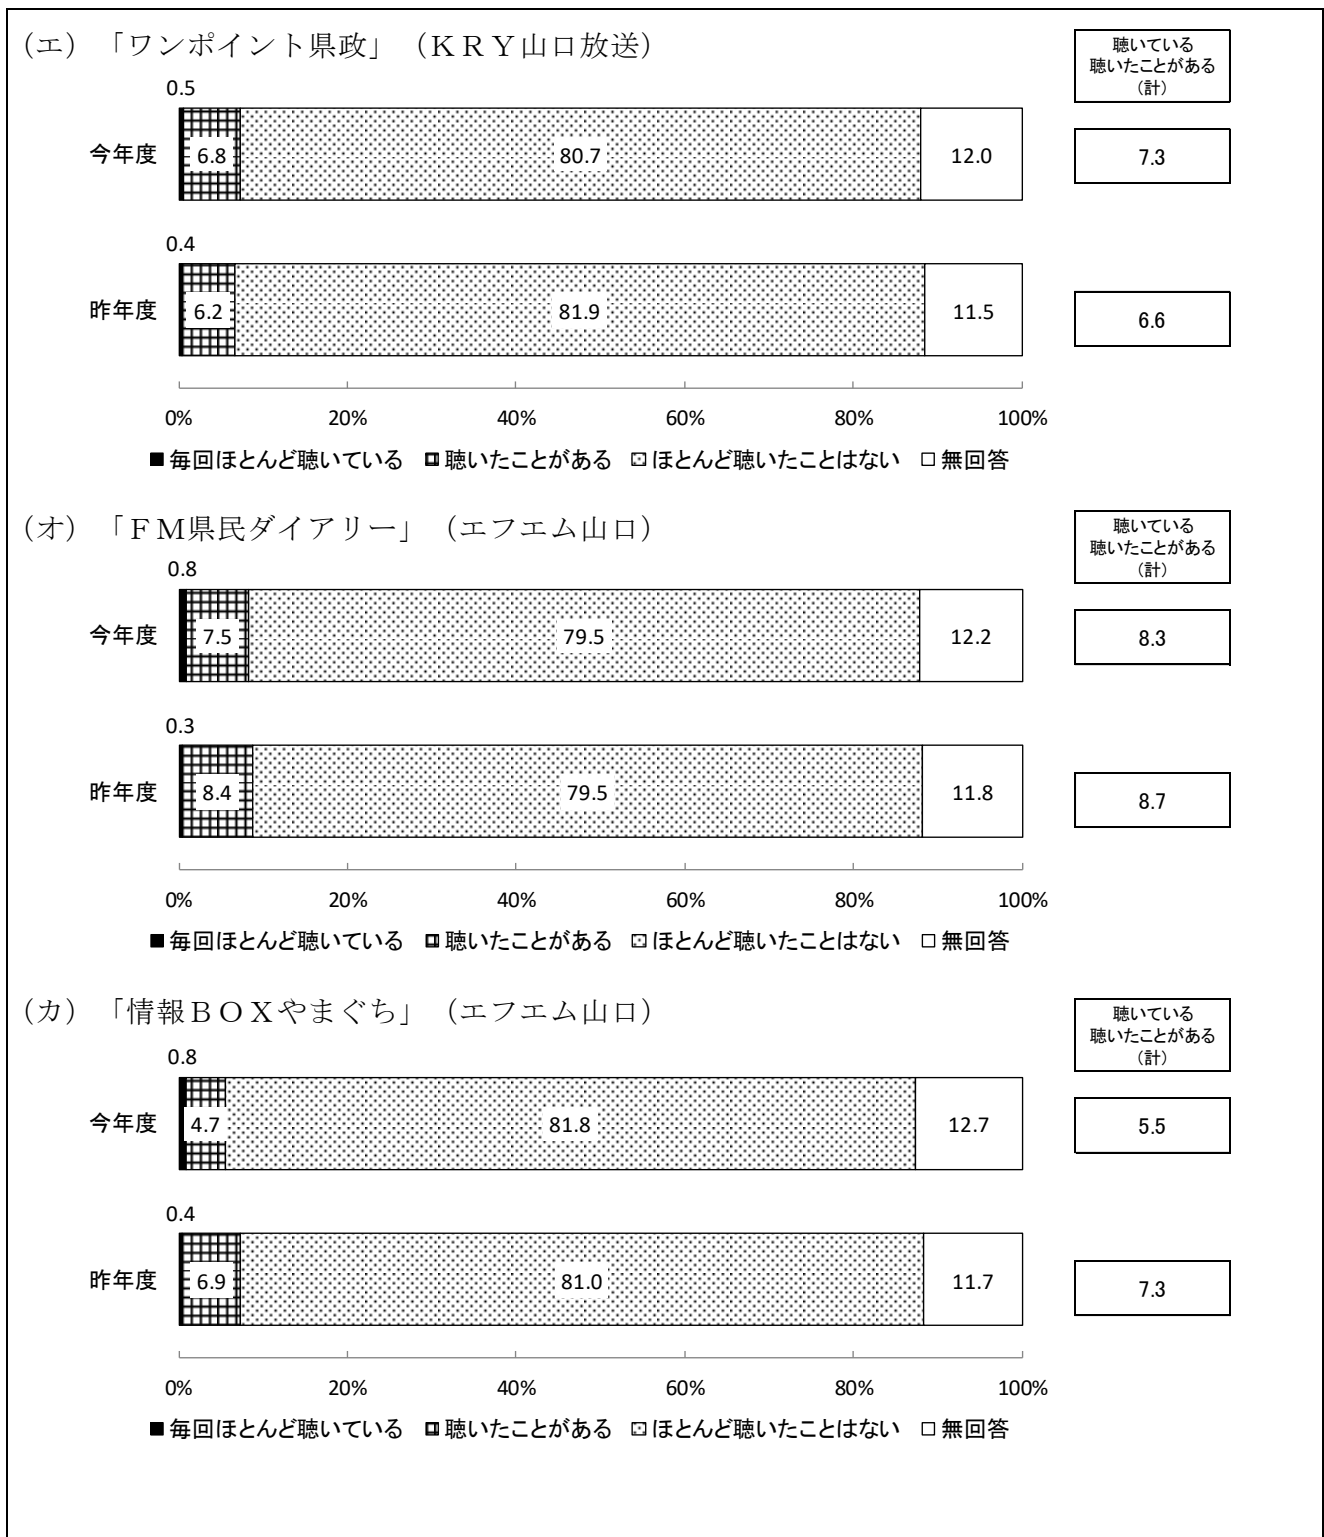 (エ) 「ワンポイント県政」（ＫＲＹ山口放送）
聴いている
聴いたことがある
(計)
0.5
今年度 6.8 80.7 12.0 7.3
0.4
昨年度 6.2 81.9 11.5 6.6
0% 20% 40% 60% 80% 100%
毎回ほとんど聴いている 聴いたことがある ほとんど聴いたことはない 無回答
(オ) 「ＦＭ県民ダイアリー」（エフエム山口）
聴いている
聴いたことがある
(計)
0.8
今年度 7.5 79.5 12.2 8.3
0.3
昨年度 8.4 79.5 11.8 8.7
0% 20% 40% 60% 80% 100%
毎回ほとんど聴いている 聴いたことがある ほとんど聴いたことはない 無回答
(カ) 「情報ＢＯＸやまぐち」（エフエム山口）
聴いている
聴いたことがある
(計)
0.8
今年度 4.7 81.8 12.7 5.5
0.4
昨年度 6.9 81.0 11.7 7.3
0% 20% 40% 60% 80% 100%
毎回ほとんど聴いている 聴いたことがある ほとんど聴いたことはない 無回答